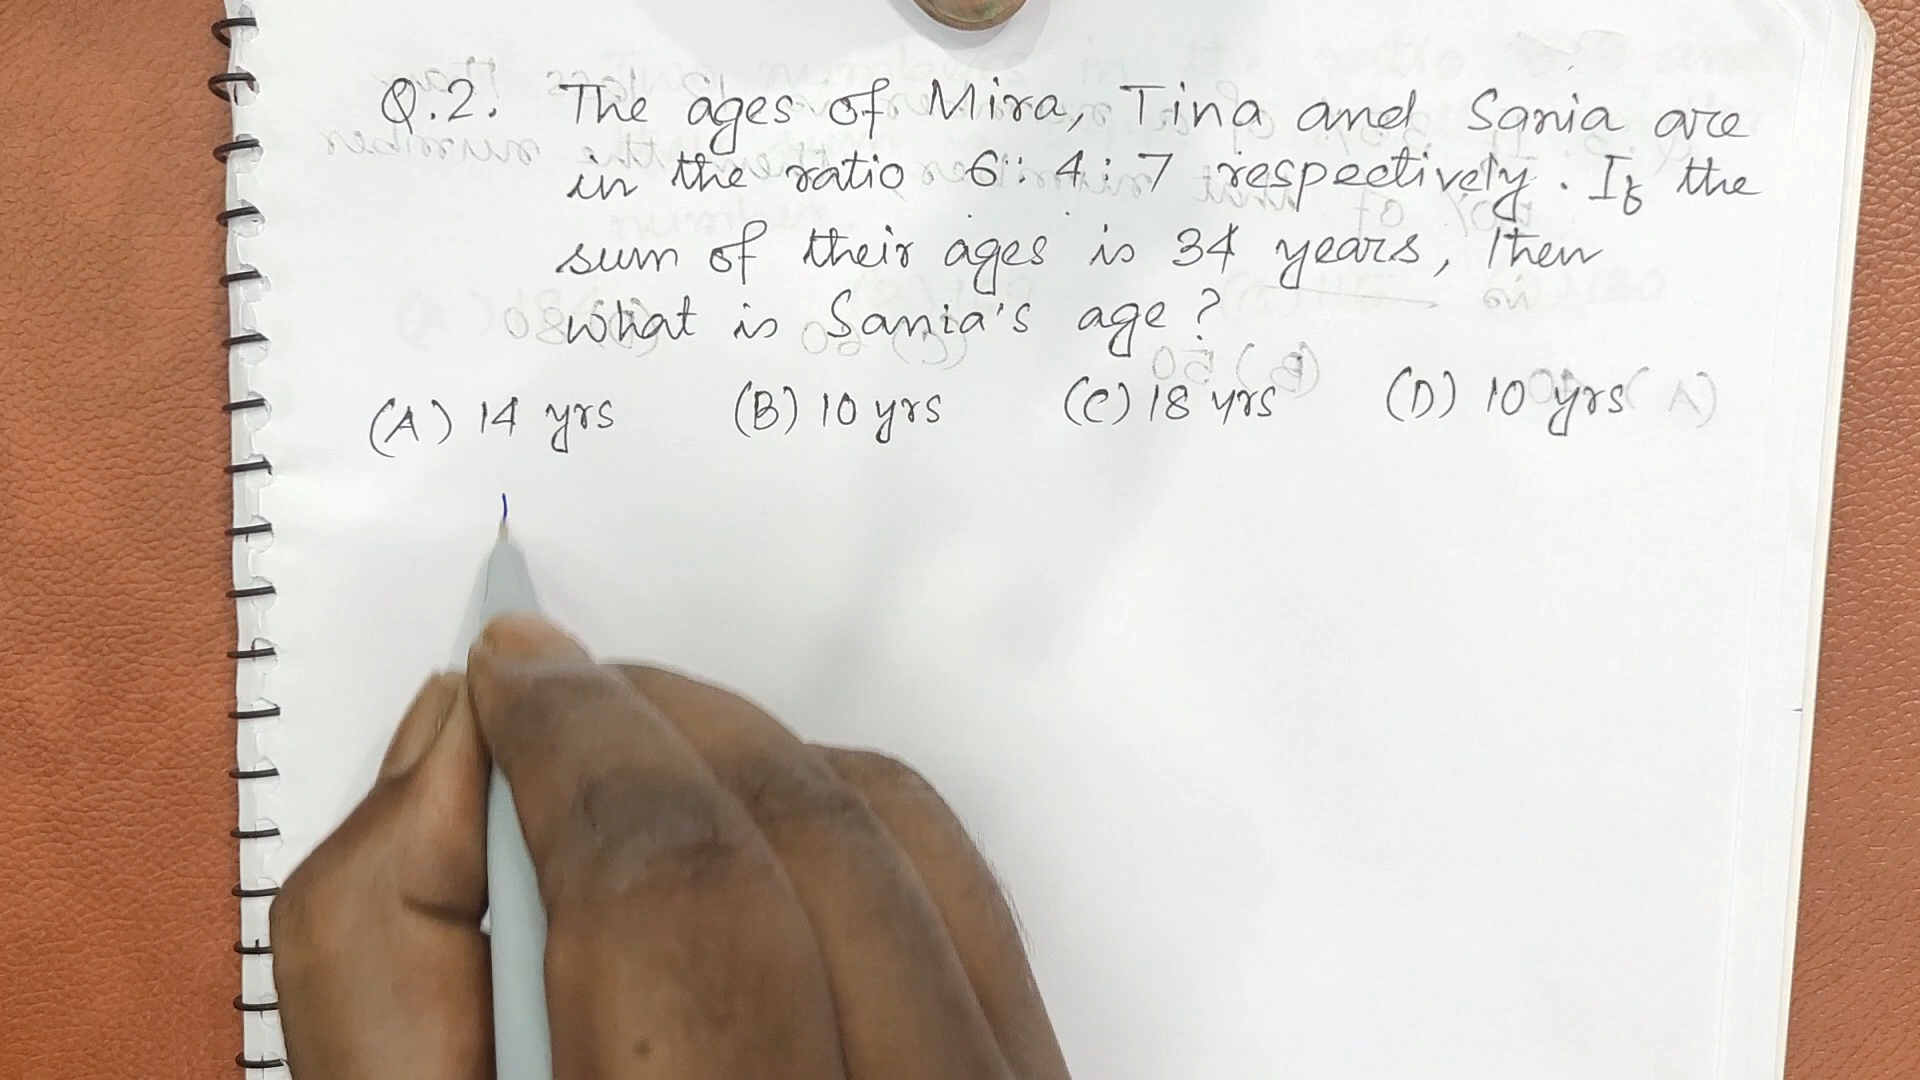 Q.2. The ages of Mira, Tina and Sania are
in the ratio 6 : 4 : 7 respectively. If the
sum of their ages is 34 years, then
what is Sania's age ?
(A) 14 yrs (B) 10 yrs (C) 18 yrs (D) 10 yrs